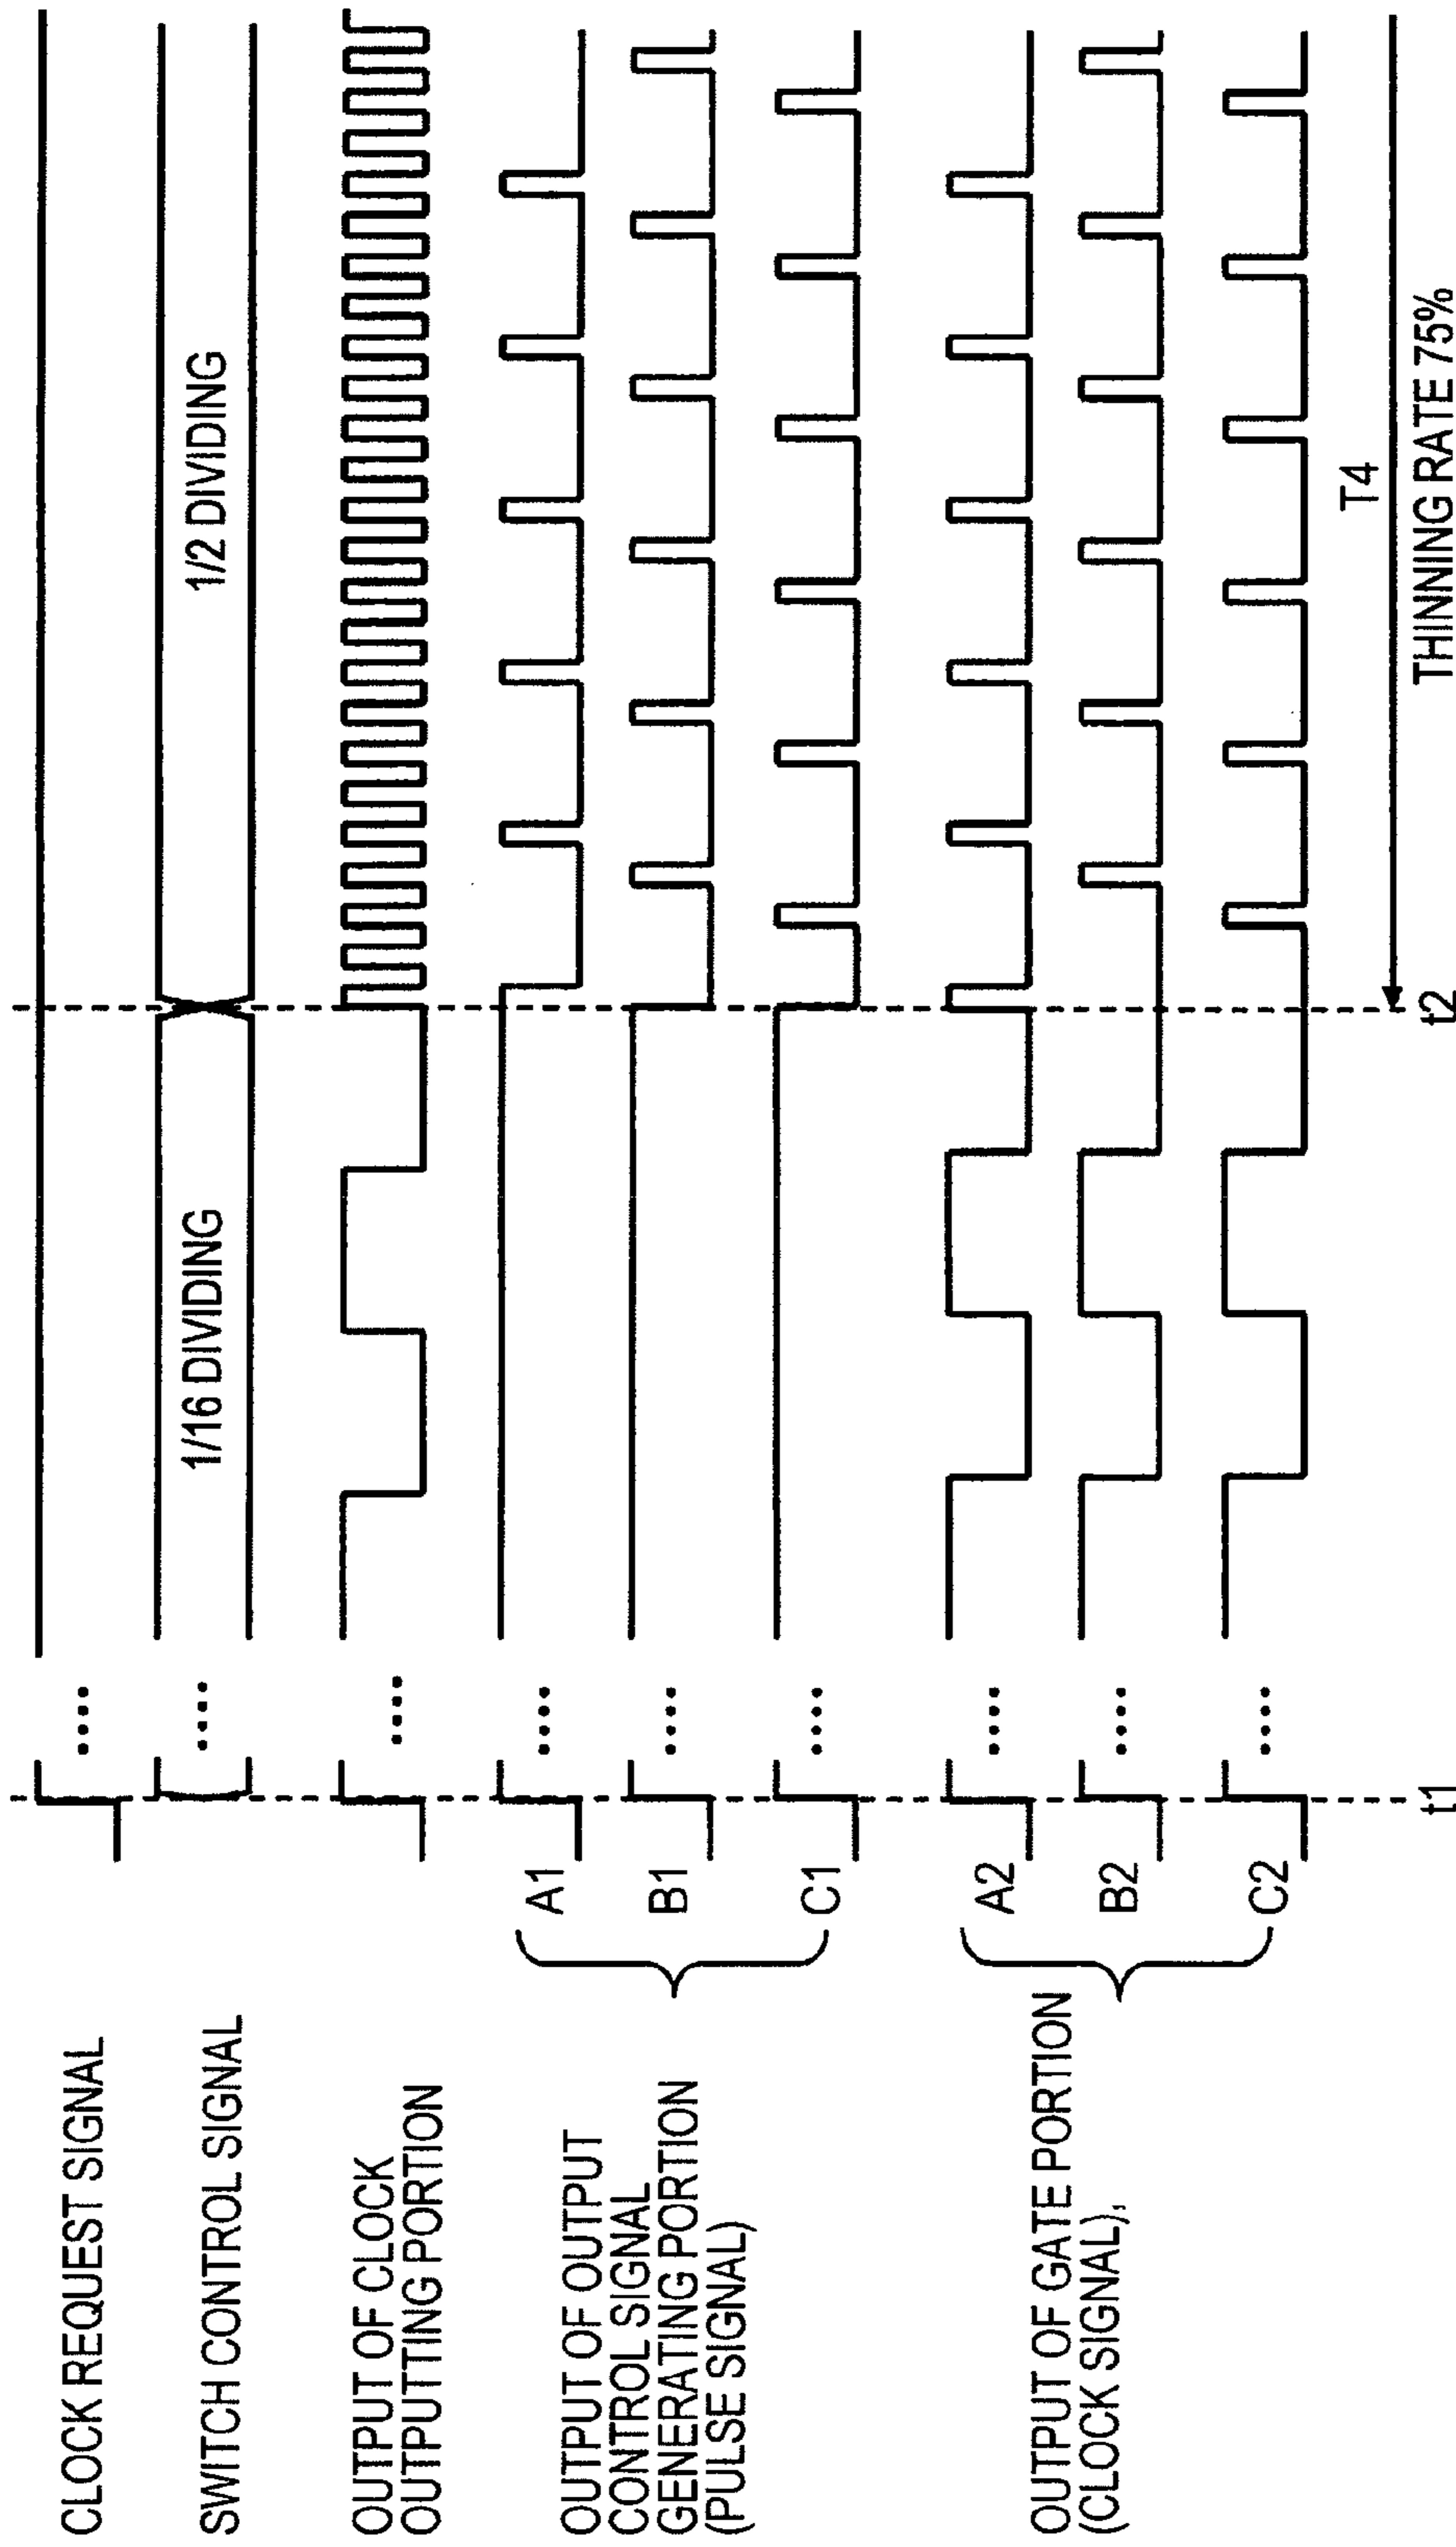 CLOCK REQUEST SIGNAL
SWITCH CONTROL SIGNAL
1/16 DIVIDING
1/2 DIVIDING
OUTPUT OF CLOCK
OUTPUTTING PORTION
OUTPUT OF OUTPUT
CONTROL SIGNAL
GENERATING PORTION
(PULSE SIGNAL)
A1
B1
C1
OUTPUT OF GATE PORTION
(CLOCK SIGNAL),
A2
B2
C2
T4
t1
t2
THINNING RATE 75%